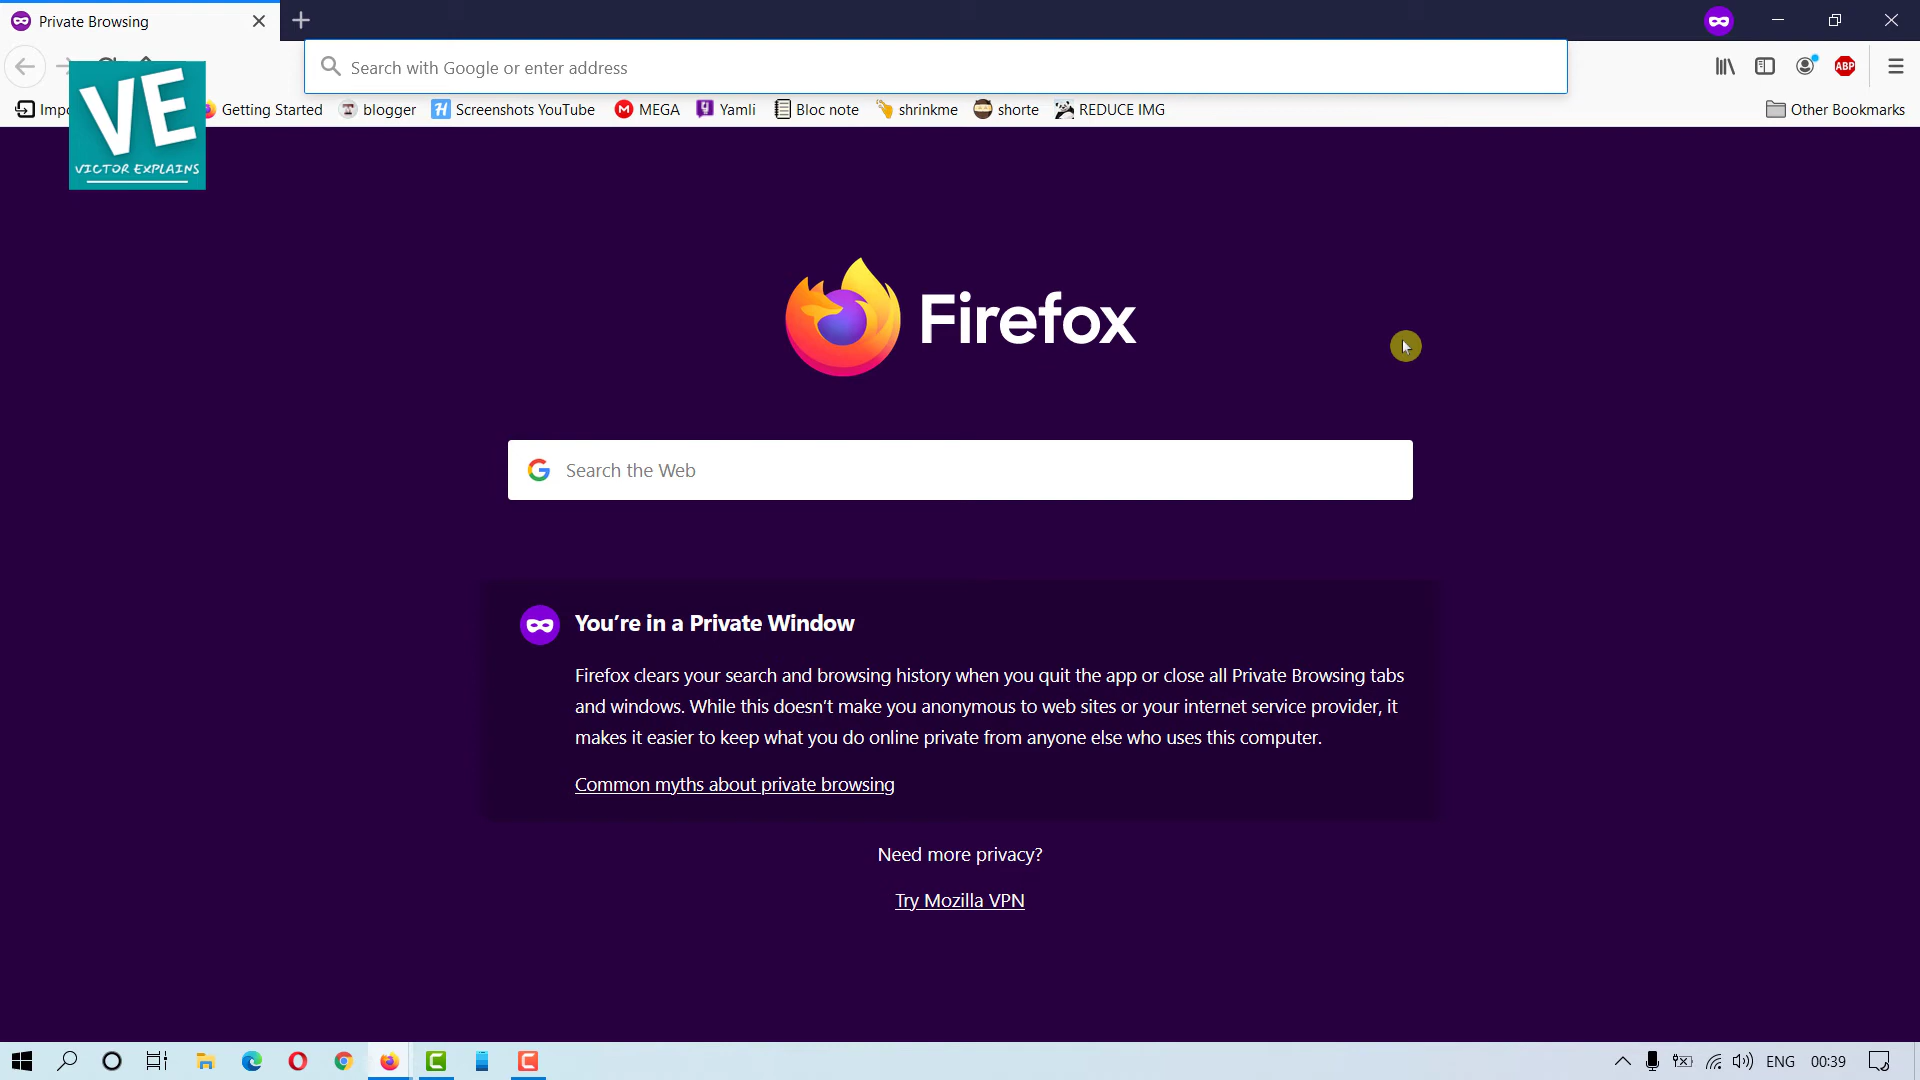 Private Browsing
Search with Google or enter address
Getting Started
blogger
Screenshots YouTube
MEGA
Yamli
Bloc note
shrinkme
shorte
REDUCE IMG
Other Bookmarks
ABP
VE
VICTOR EXPLAINS
Firefox
Search the Web
You’re in a Private Window
Firefox clears your search and browsing history when you quit the app or close all Private Browsing tabs
and windows. While this doesn’t make you anonymous to web sites or your internet service provider, it
makes it easier to keep what you do online private from anyone else who uses this computer.
Common myths about private browsing
Need more privacy?
Try Mozilla VPN
ENG
00:39